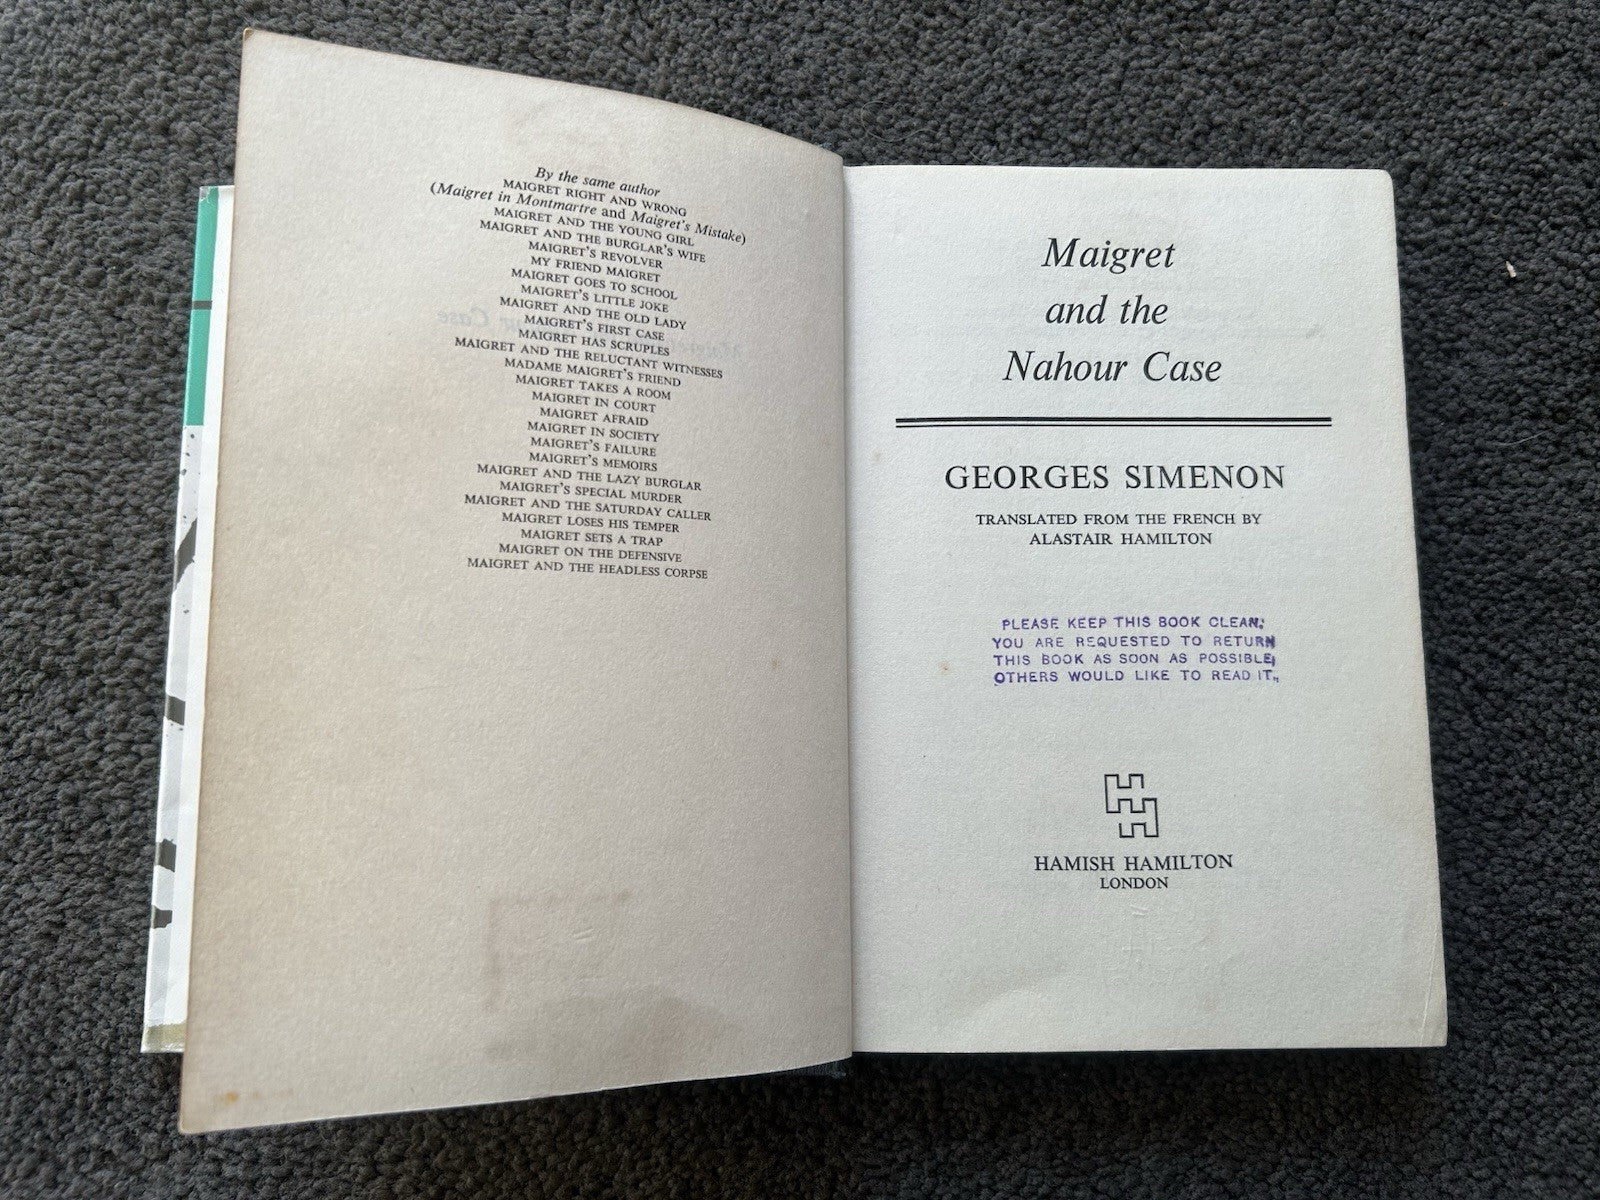 By the same author
MAIGRET RIGHT AND WRONG
(Maigret in Montmartre and Maigret's Mistake)
MAIGRET AND THE YOUNG GIRL
MAIGRET AND THE BURGLAR'S WIFE
MAIGRET'S REVOLVER
MY FRIEND MAIGRET
MAIGRET GOES TO SCHOOL
MAIGRET'S LITTLE JOKE
MAIGRET AND THE OLD LADY
MAIGRET'S FIRST CASE
MAIGRET HAS SCRUPLES
MAIGRET AND THE RELUCTANT WITNESSES
MADAME MAIGRET'S FRIEND
MAIGRET TAKES A ROOM
MAIGRET IN COURT
MAIGRET AFRAID
MAIGRET IN SOCIETY
MAIGRET'S FAILURE
MAIGRET'S MEMOIRS
MAIGRET AND THE LAZY BURGLAR
MAIGRET'S SPECIAL MURDER
MAIGRET AND THE SATURDAY CALLER
MAIGRET LOSES HIS TEMPER
MAIGRET SETS A TRAP
MAIGRET ON THE DEFENSIVE
MAIGRET AND THE HEADLESS CORPSE
Maigret
and the
Nahour Case
GEORGES SIMENON
TRANSLATED FROM THE FRENCH BY
ALASTAIR HAMILTON
PLEASE KEEP THIS BOOK CLEAN.
YOU ARE REQUESTED TO RETURN
THIS BOOK AS SOON AS POSSIBLE,
OTHERS WOULD LIKE TO READ IT.
HH
HAMISH HAMILTON
LONDON